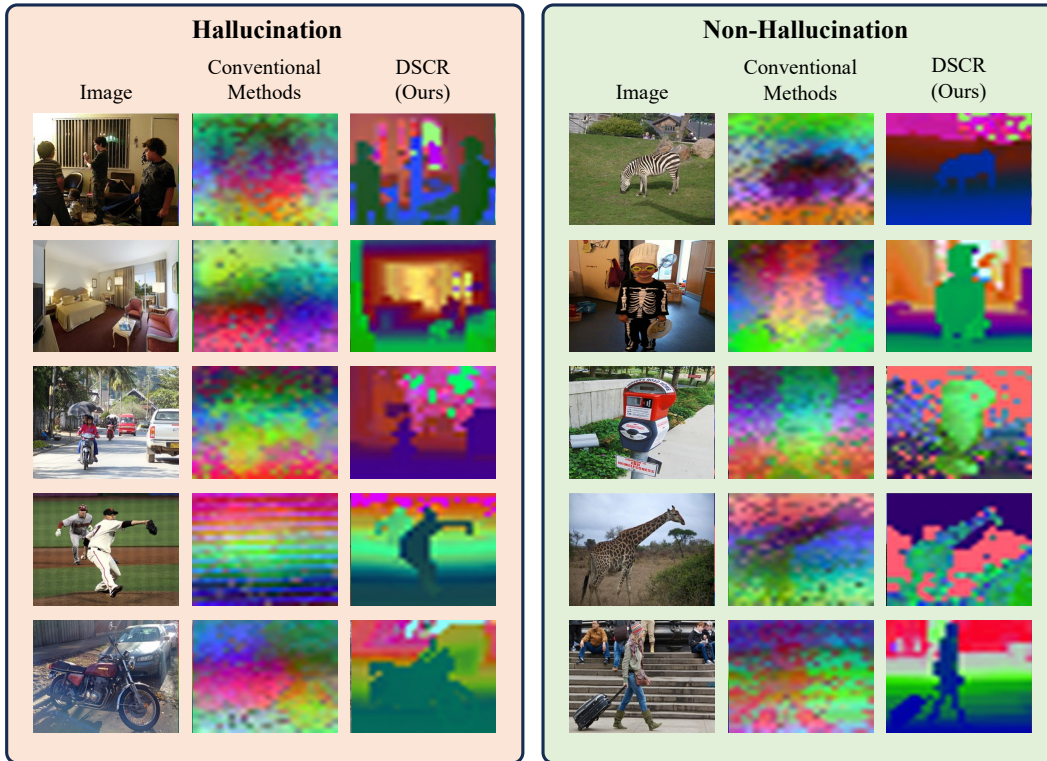 Hallucination
Image
Conventional
Methods
DSCR
(Ours)
Non-Hallucination
Image
Conventional
Methods
DSCR
(Ours)